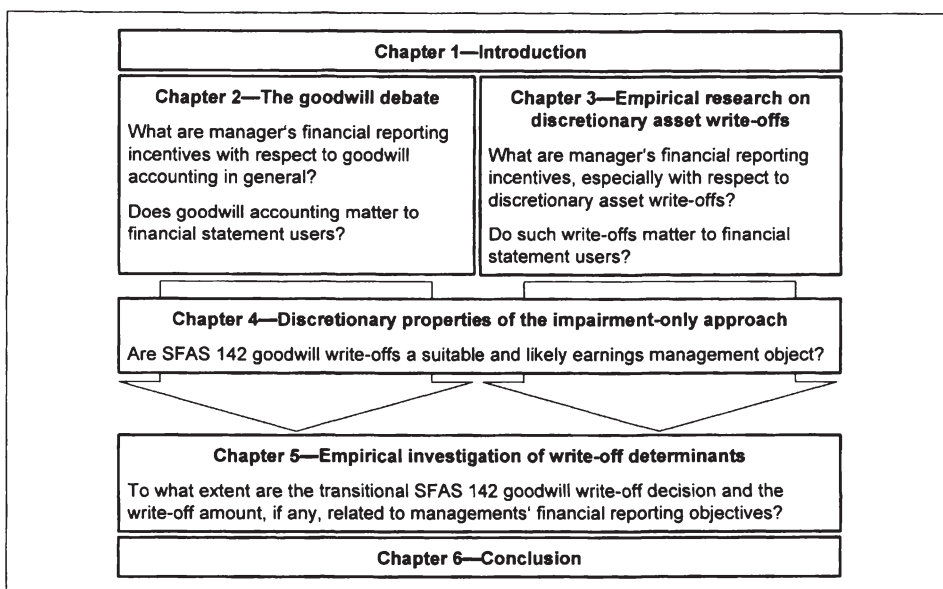 Chapter 1—Introduction
Chapter 2—The goodwill debate
What are manager's financial reporting
incentives with respect to goodwill
accounting in general?
Does goodwill accounting matter to
financial statement users?
Chapter 3—Empirical research on
discretionary asset write-offs
What are manager's financial reporting
incentives, especially with respect to
discretionary asset write-offs?
Do such write-offs matter to financial
statement users?
Chapter 4—Discretionary properties of the impairment-only approach
Are SFAS 142 goodwill write-offs a suitable and likely earnings management object?
Chapter 5—Empirical investigation of write-off determinants
To what extent are the transitional SFAS 142 goodwill write-off decision and the
write-off amount, if any, related to managements' financial reporting objectives?
Chapter 6—Conclusion